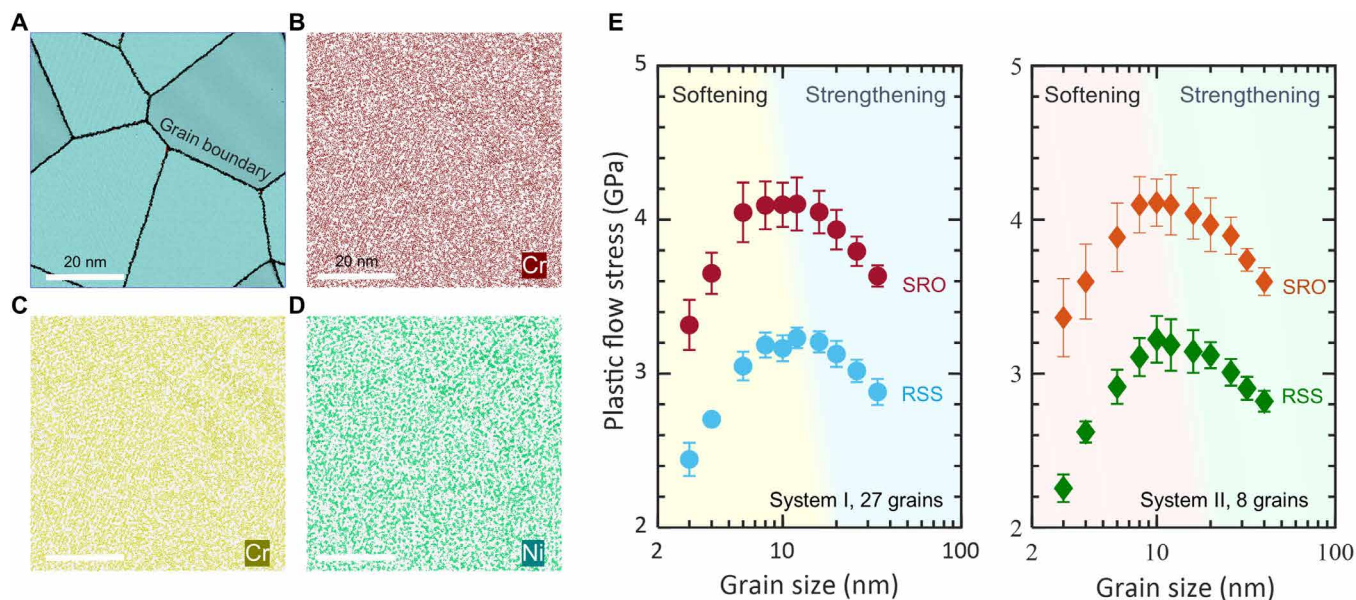 A
Grain boundary
20 nm
B
20 nm
Cr
C
Cr
D
Ni
E
Plastic flow stress (GPa)
5
4
3
2
Softening
Strengthening
SRO
RSS
System I, 27 grains
2
10
100
Grain size (nm)
5
4
3
2
Softening
Strengthening
SRO
RSS
System II, 8 grains
2
10
100
Grain size (nm)